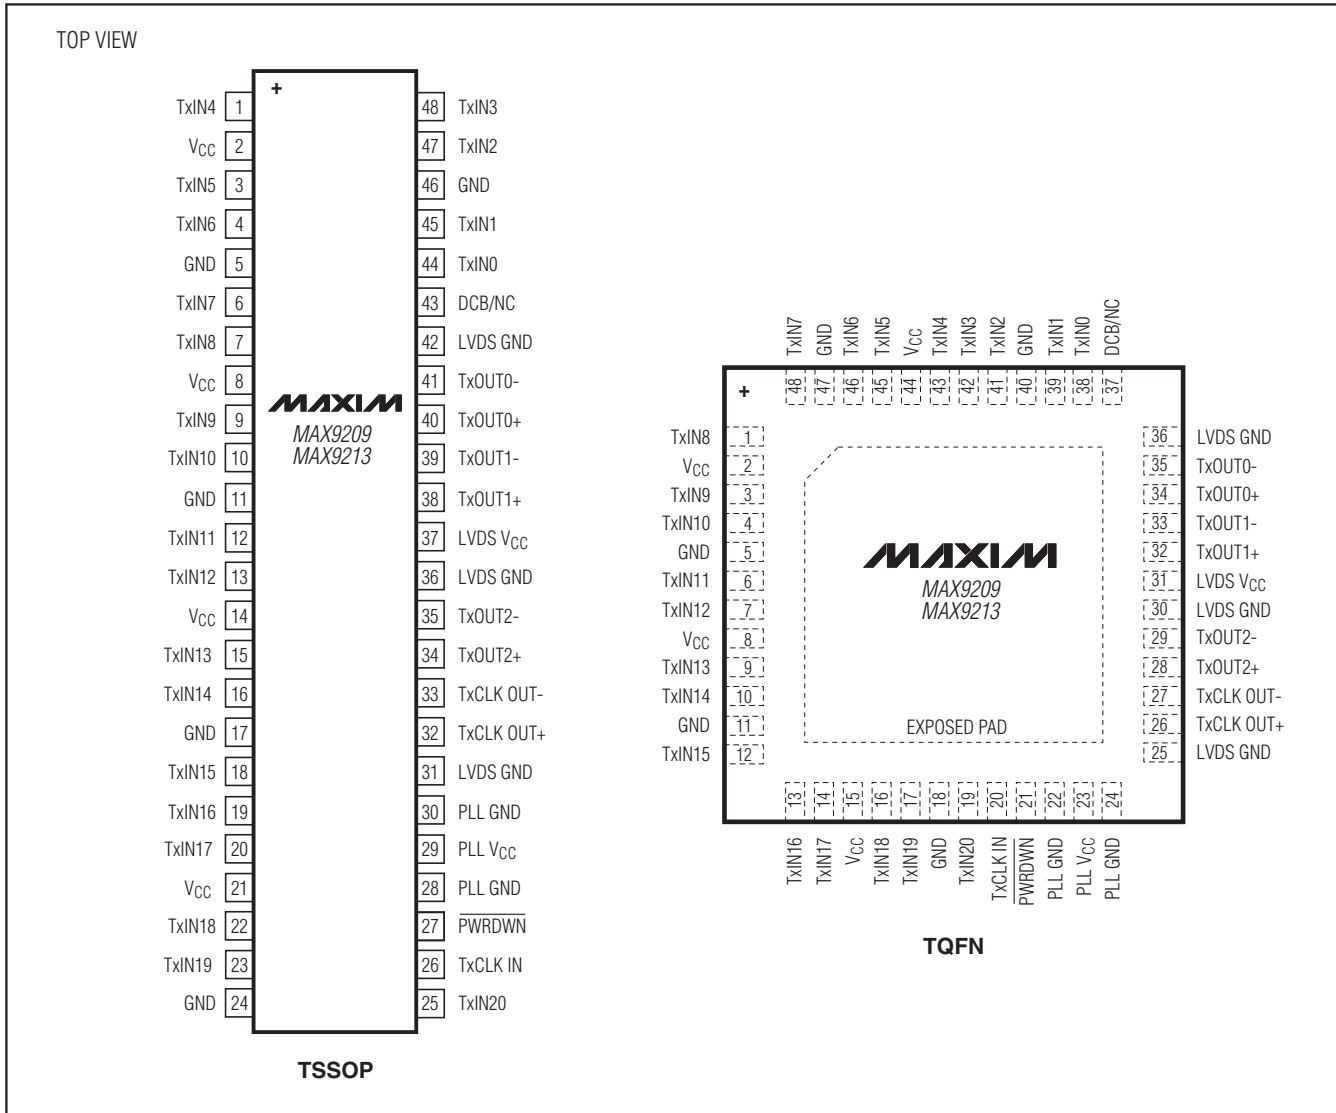 TOP VIEW
+
TxIN4 1 48 TxIN3
VCC 2 47 TxIN2
TxIN5 3 46 GND
TxIN6 4 45 TxIN1
GND 5 44 TxIN0
TxIN7 6 43 DCB/NC
TxIN8 7 42 LVDS GND
VCC 8 41 TxOUT0-
TxIN9 9 40 TxOUT0+
TxIN10 10 39 TxOUT1-
GND 11 38 TxOUT1+
TxIN11 12 37 LVDS VCC
TxIN12 13 36 LVDS GND
VCC 14 35 TxOUT2-
TxIN13 15 34 TxOUT2+
TxIN14 16 33 TxCLK OUT-
GND 17 32 TxCLK OUT+
TxIN15 18 31 LVDS GND
TxIN16 19 30 PLL GND
TxIN17 20 29 PLL VCC
VCC 21 28 PLL GND
TxIN18 22 27 PWRDWN
TxIN19 23 26 TxCLK IN
GND 24 25 TxIN20
MAXIM
MAX9209
MAX9213
TSSOP
TxIN7 GND TxIN6 TxIN5 VCC TxIN4 TxIN3 TxIN2 GND TxIN1 TxIN0 DCB/NC
48 47 46 45 44 43 42 41 40 39 38 37
+
TxIN8 1 36 LVDS GND
VCC 2 35 TxOUT0-
TxIN9 3 34 TxOUT0+
TxIN10 4 33 TxOUT1-
GND 5 32 TxOUT1+
TxIN11 6 31 LVDS VCC
TxIN12 7 30 LVDS GND
VCC 8 29 TxOUT2-
TxIN13 9 28 TxOUT2+
TxIN14 10 27 TxCLK OUT-
GND 11 26 TxCLK OUT+
TxIN15 12 25 LVDS GND
MAXIM
MAX9209
MAX9213
EXPOSED PAD
13 14 15 16 17 18 19 20 21 22 23 24
TxIN16 TxIN17 VCC TxIN18 TxIN19 GND TxIN20 TxCLK IN PWRDWN PLL GND PLL VCC PLL GND
TQFN